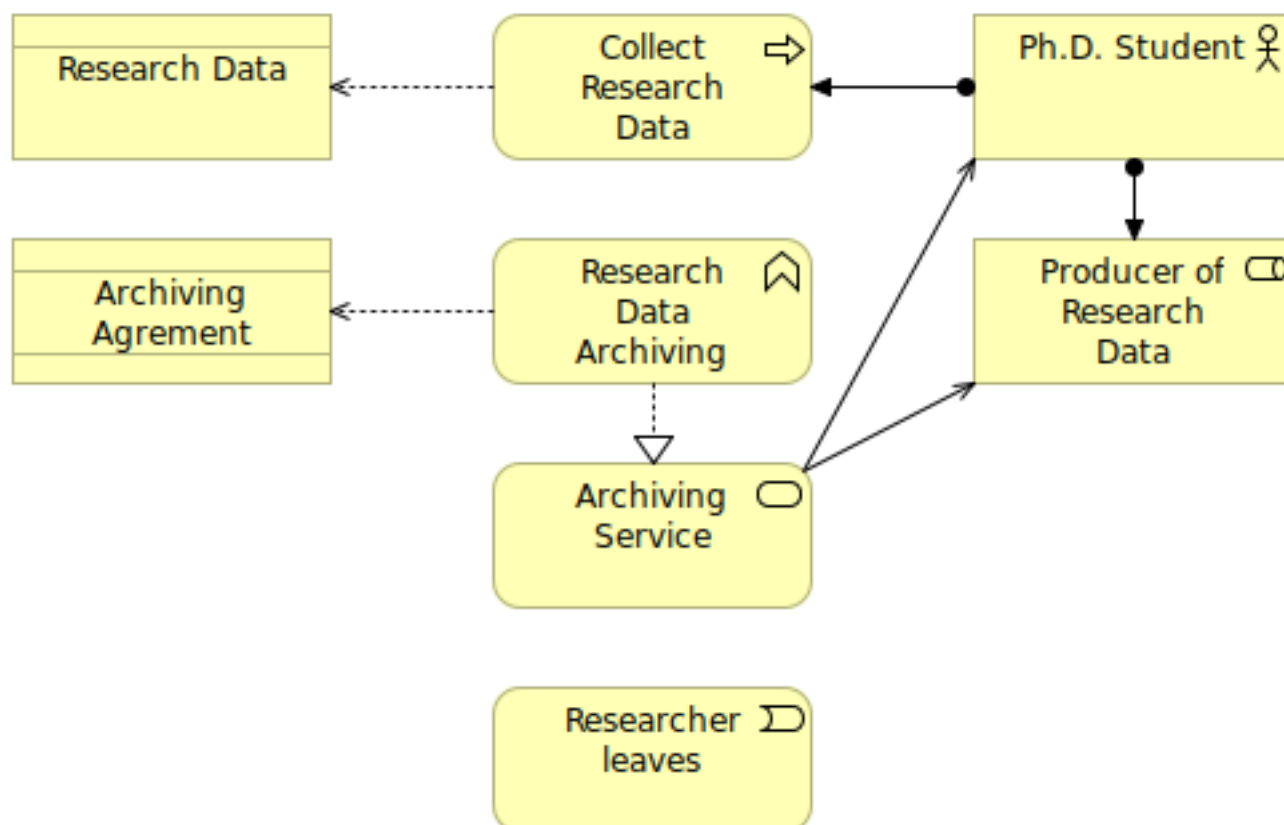 Research Data
Collect
Research
Data
Ph.D. Student
Archiving
Agrement
Research
Data
Archiving
Producer of
Research
Data
Archiving
Service
Researcher
leaves